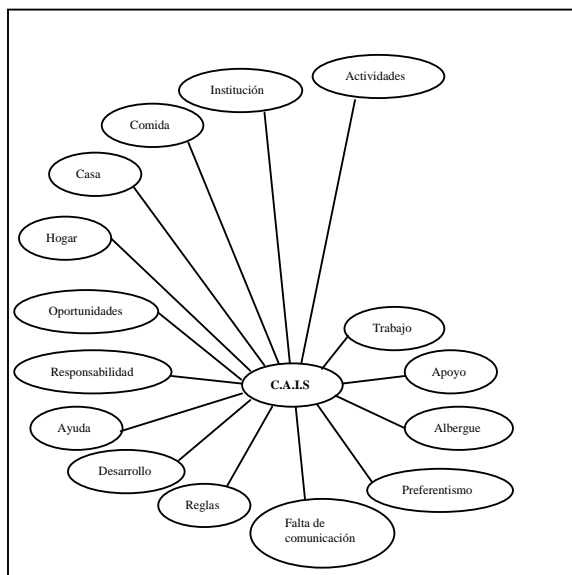 Actividades
Institución
Comida
Casa
Hogar
Oportunidades
Trabajo
Responsabilidad
Apoyo
C.A.I.S
Ayuda
Albergue
Desarrollo
Preferentismo
Reglas
Falta de
comunicación